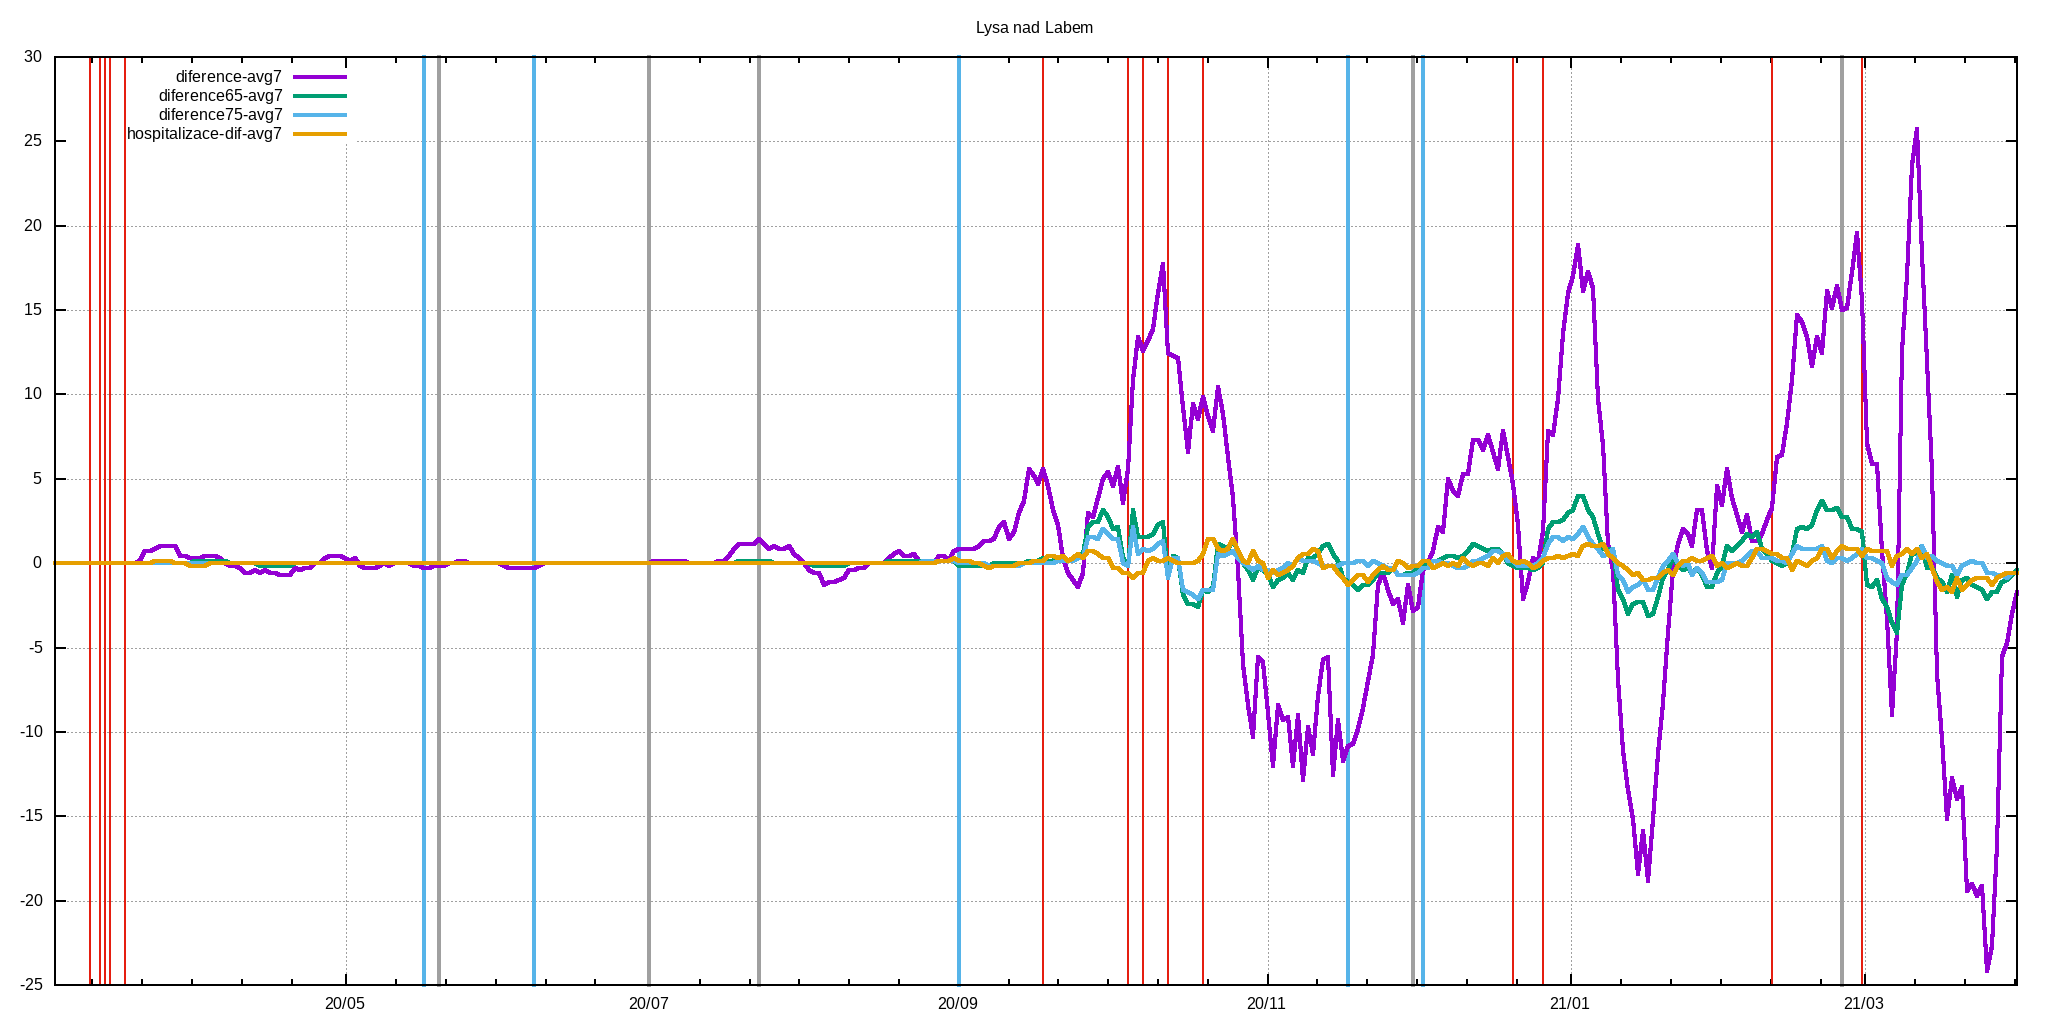 Lysa nad Labem
30
25
20
15
10
5
0
-5
-10
-15
-20
-25
diference-avg7
diference65-avg7
diference75-avg7
hospitalizace-dif-avg7
20/05 20/07 20/09 20/11 21/01 21/03